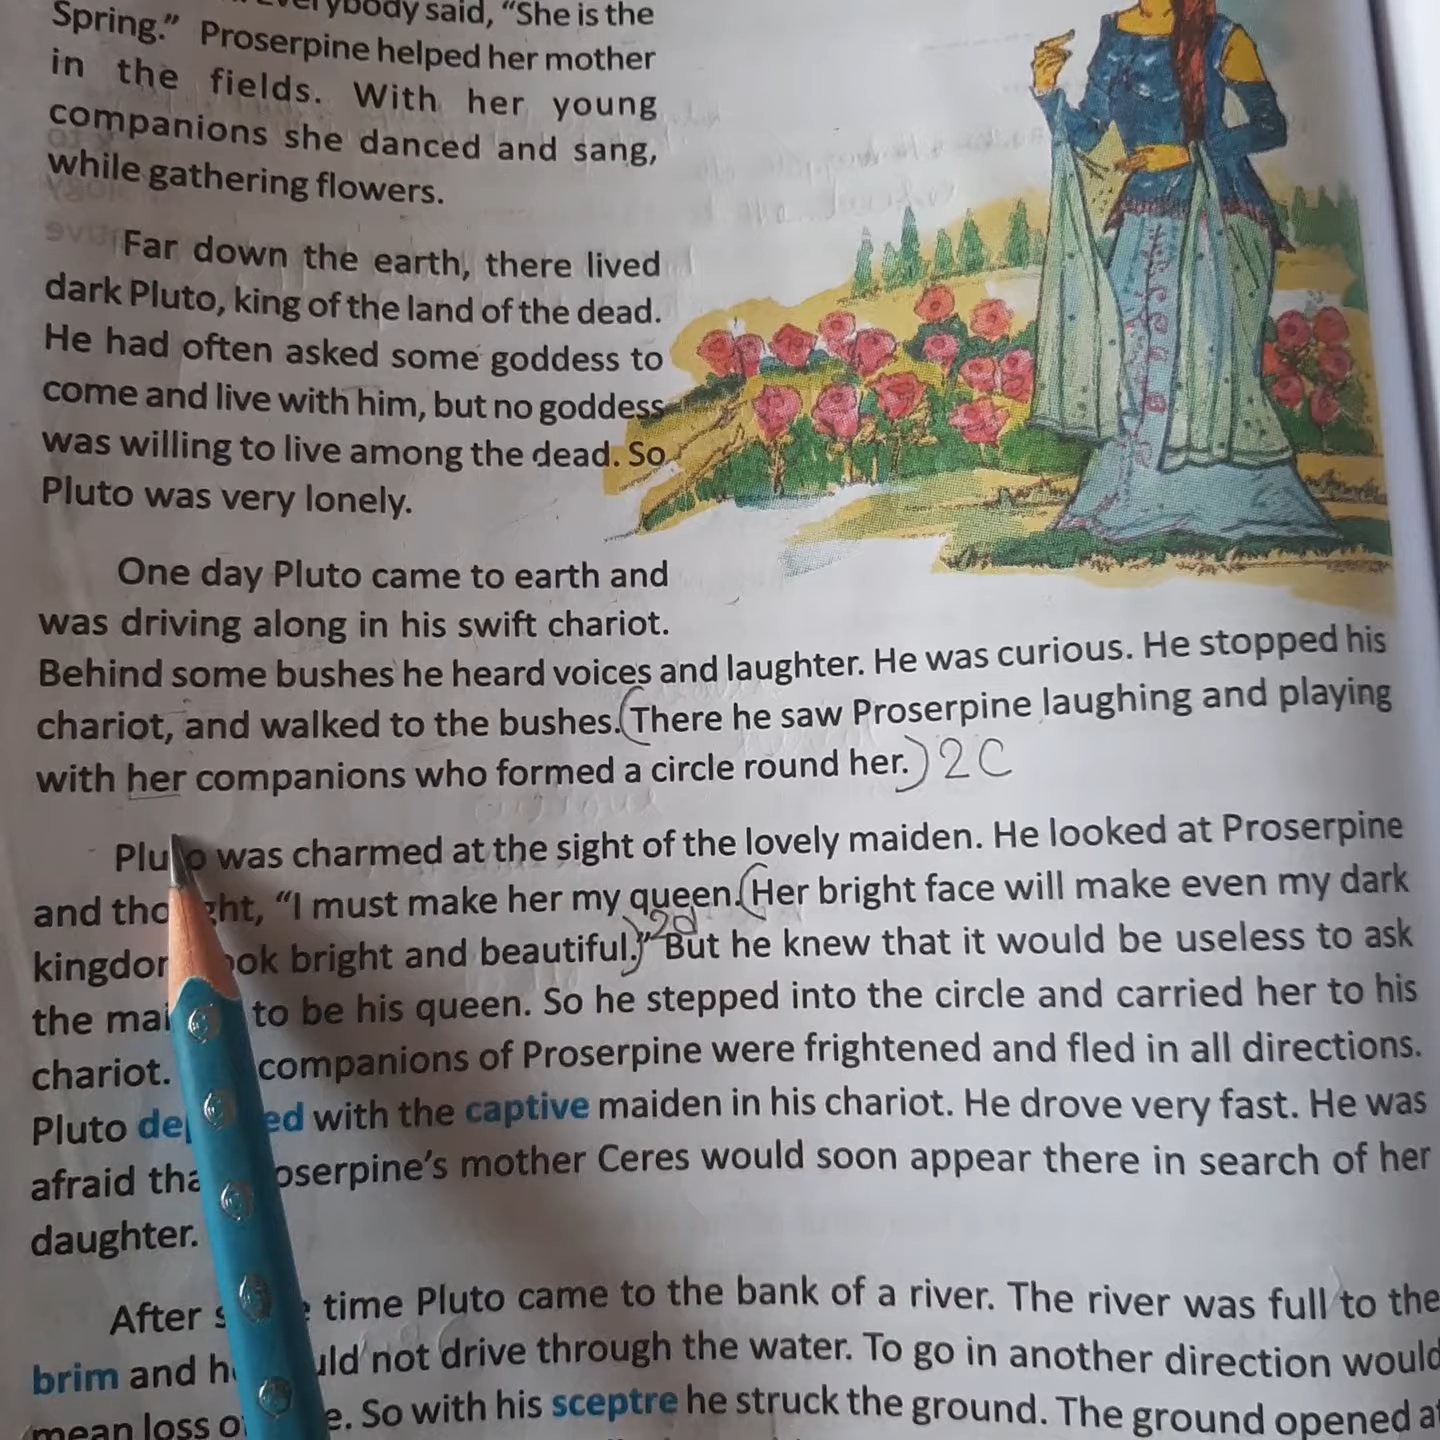 Everybody said, “She is the
Spring.” Proserpine helped her mother
in the fields. With her young
companions she danced and sang,
while gathering flowers.
Far down the earth, there lived
dark Pluto, king of the land of the dead.
He had often asked some goddess to
come and live with him, but no goddess
was willing to live among the dead. So
Pluto was very lonely.
One day Pluto came to earth and
was driving along in his swift chariot.
Behind some bushes he heard voices and laughter. He was curious. He stopped his
chariot, and walked to the bushes. (There he saw Proserpine laughing and playing
with her companions who formed a circle round her.) 2C
Pluto was charmed at the sight of the lovely maiden. He looked at Proserpine
and thought, “I must make her my queen. (Her bright face will make even my dark
kingdom look bright and beautiful.)” 2d But he knew that it would be useless to ask
the to be his queen. So he stepped into the circle and carried her to his
chariot. companions of Proserpine were frightened and fled in all directions.
Pluto with the captive maiden in his chariot. He drove very fast. He was
afraid Proserpine’s mother Ceres would soon appear there in search of her
daughter.
After time Pluto came to the bank of a river. The river was full to the
brim and not drive through the water. To go in another direction would
mean loss So with his sceptre he struck the ground. The ground opened